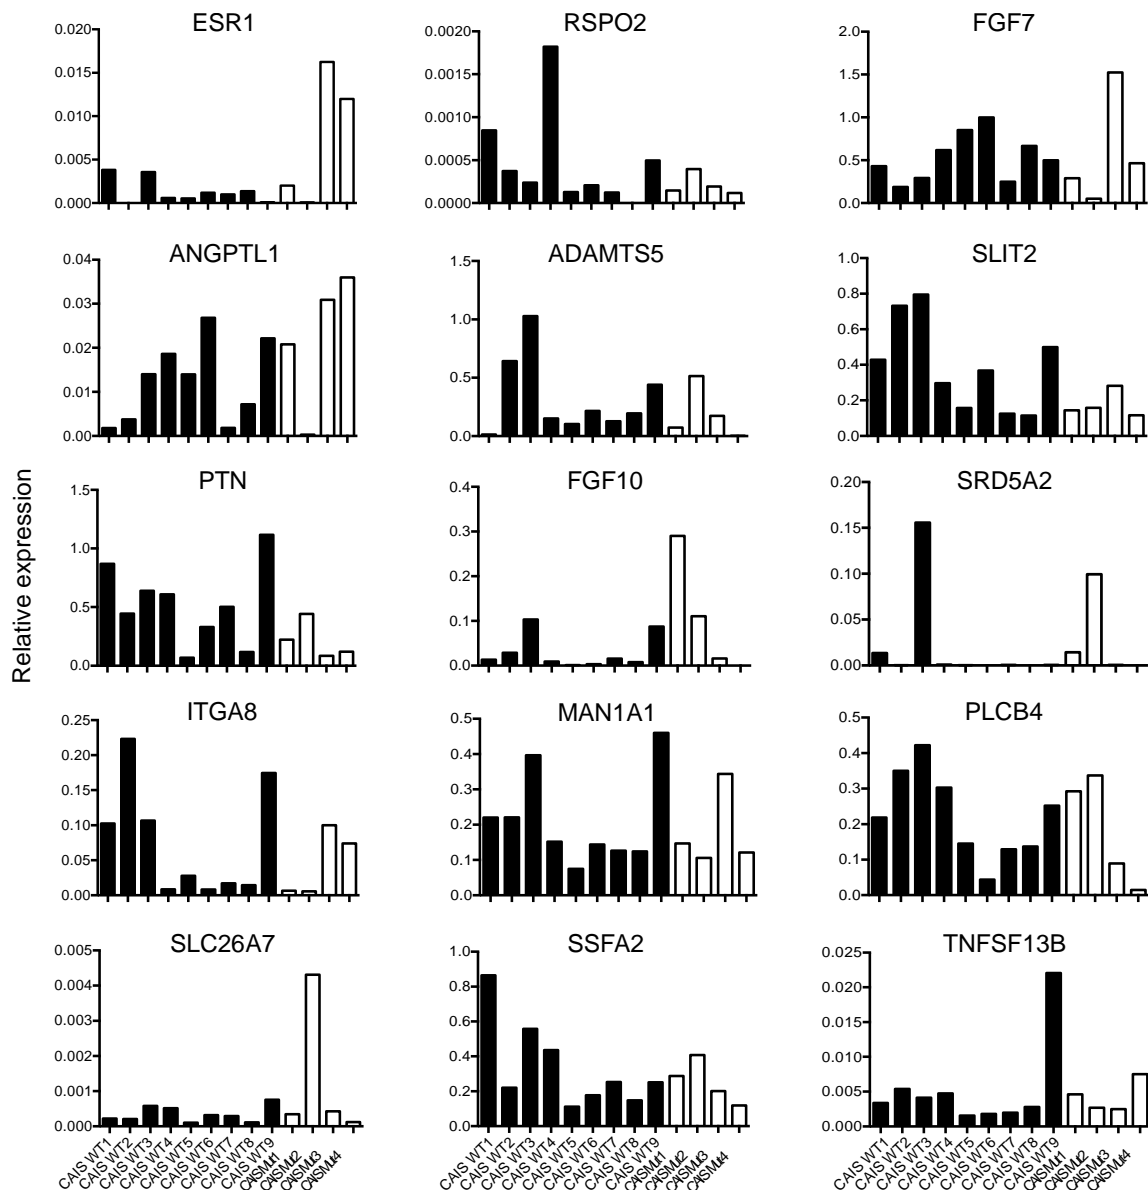 ESR1 RSPO2 FGF7
0.020 0.0020 2.0
0.015 0.0015 1.5
0.010 0.0010 1.0
0.005 0.0005 0.5
0.000 0.0000 0.0
ANGPTL1 ADAMTS5 SLIT2
0.04 1.5 1.0
0.03 1.0 0.8
0.02 0.5 0.6
0.01 0.0 0.4
0.00 0.2
0.0
Relative expression
PTN FGF10 SRD5A2
1.5 0.4 0.20
1.0 0.3 0.15
0.5 0.2 0.10
0.0 0.1 0.05
0.0 0.00
ITGA8 MAN1A1 PLCB4
0.25 0.5 0.5
0.20 0.4 0.4
0.15 0.3 0.3
0.10 0.2 0.2
0.05 0.1 0.1
0.00 0.0 0.0
SLC26A7 SSFA2 TNFSF13B
0.005 1.0 0.025
0.004 0.8 0.020
0.003 0.6 0.015
0.002 0.4 0.010
0.001 0.2 0.005
0.000 0.0 0.000
CAIS WT1 CAIS WT2 CAIS WT3 CAIS WT4 CAIS WT5 CAIS WT6 CAIS WT7 CAIS WT8 CAIS WT9 CAISMut1 CAISMut2 CAISMut3 CAISMut4
CAIS WT1 CAIS WT2 CAIS WT3 CAIS WT4 CAIS WT5 CAIS WT6 CAIS WT7 CAIS WT8 CAIS WT9 CAISMut1 CAISMut2 CAISMut3 CAISMut4
CAIS WT1 CAIS WT2 CAIS WT3 CAIS WT4 CAIS WT5 CAIS WT6 CAIS WT7 CAIS WT8 CAIS WT9 CAISMut1 CAISMut2 CAISMut3 CAISMut4